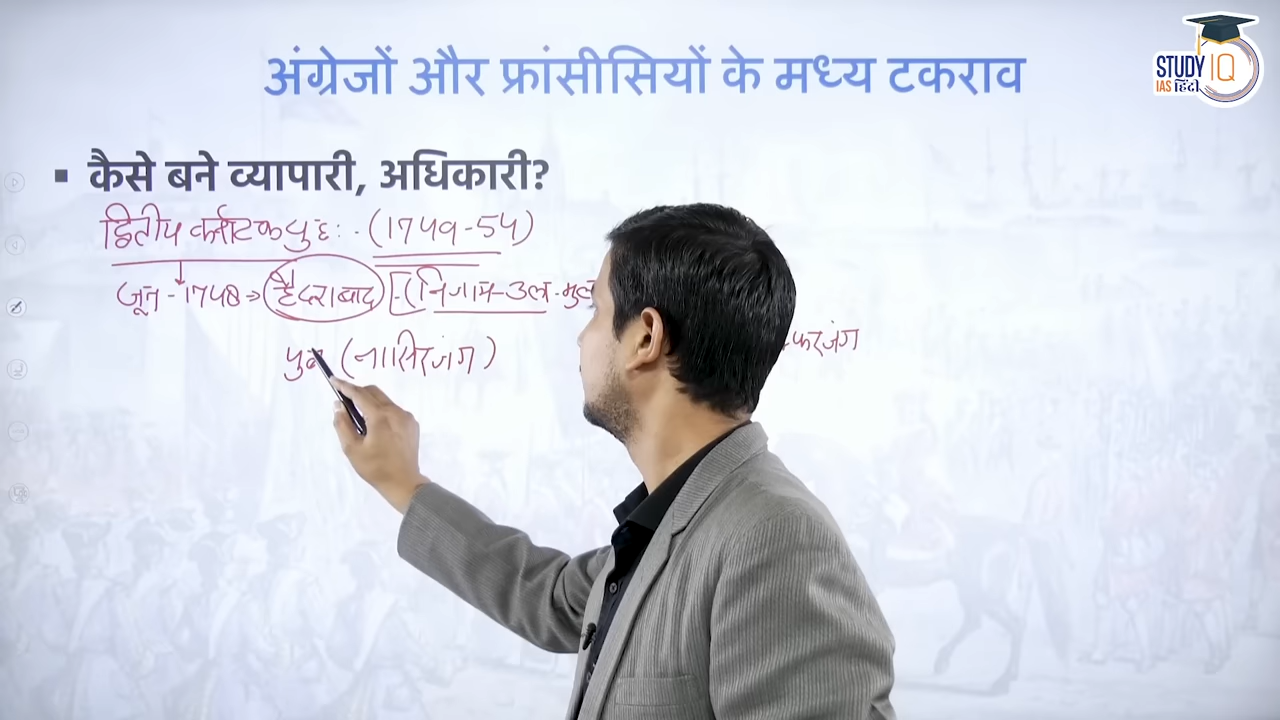 अंग्रेजों और फ्रांसीसियों के मध्य टकराव
STUDY IQ
IAS हिंदी
▪ कैसे बने व्यापारी, अधिकारी?
द्वितीय कर्नाटक युद्ध: - (1749-54)
जून - 1748 → हैदराबाद [-(निजाम-उल-मुल
पुत्र (नासिरजंग)
फरजंग